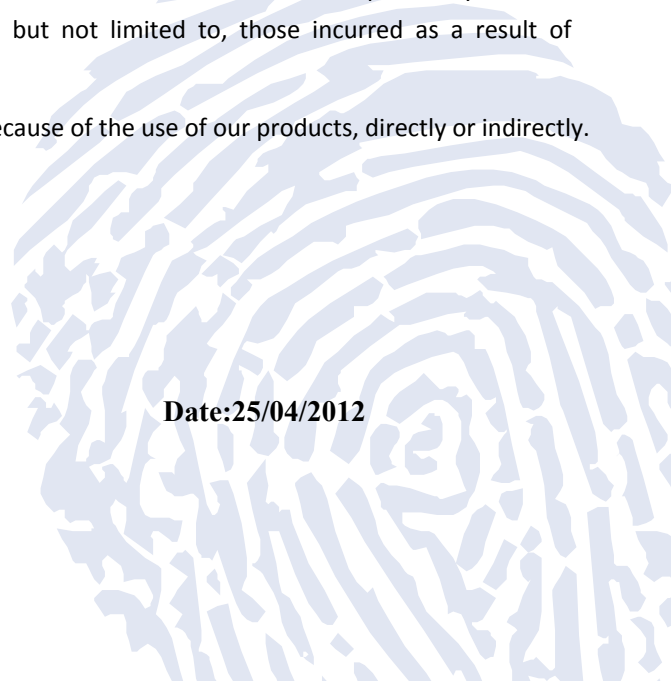 but not limited to, those incurred as a result of
because of the use of our products, directly or indirectly.
Date:25/04/2012